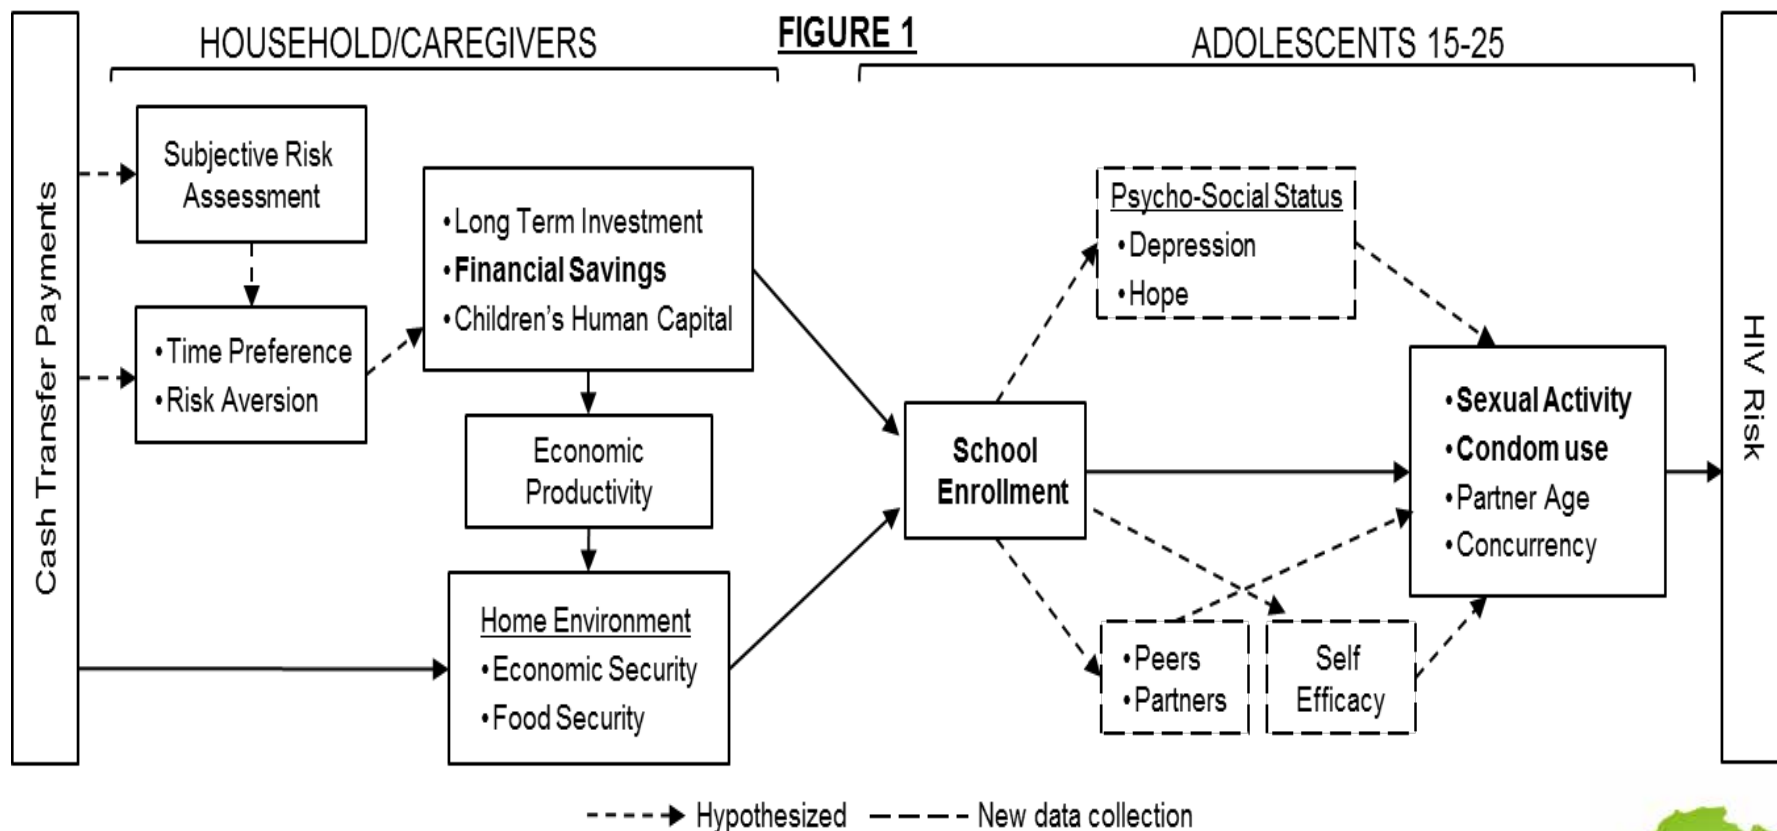 FIGURE 1
HOUSEHOLD/CAREGIVERS
ADOLESCENTS 15-25
Cash Transfer Payments
Subjective Risk
Assessment
•Time Preference
•Risk Aversion
•Long Term Investment
•Financial Savings
•Children’s Human Capital
Economic
Productivity
Home Environment
•Economic Security
•Food Security
School
Enrollment
Psycho-Social Status
•Depression
•Hope
•Peers
•Partners
Self
Efficacy
•Sexual Activity
•Condom use
•Partner Age
•Concurrency
HIV Risk
Hypothesized
New data collection